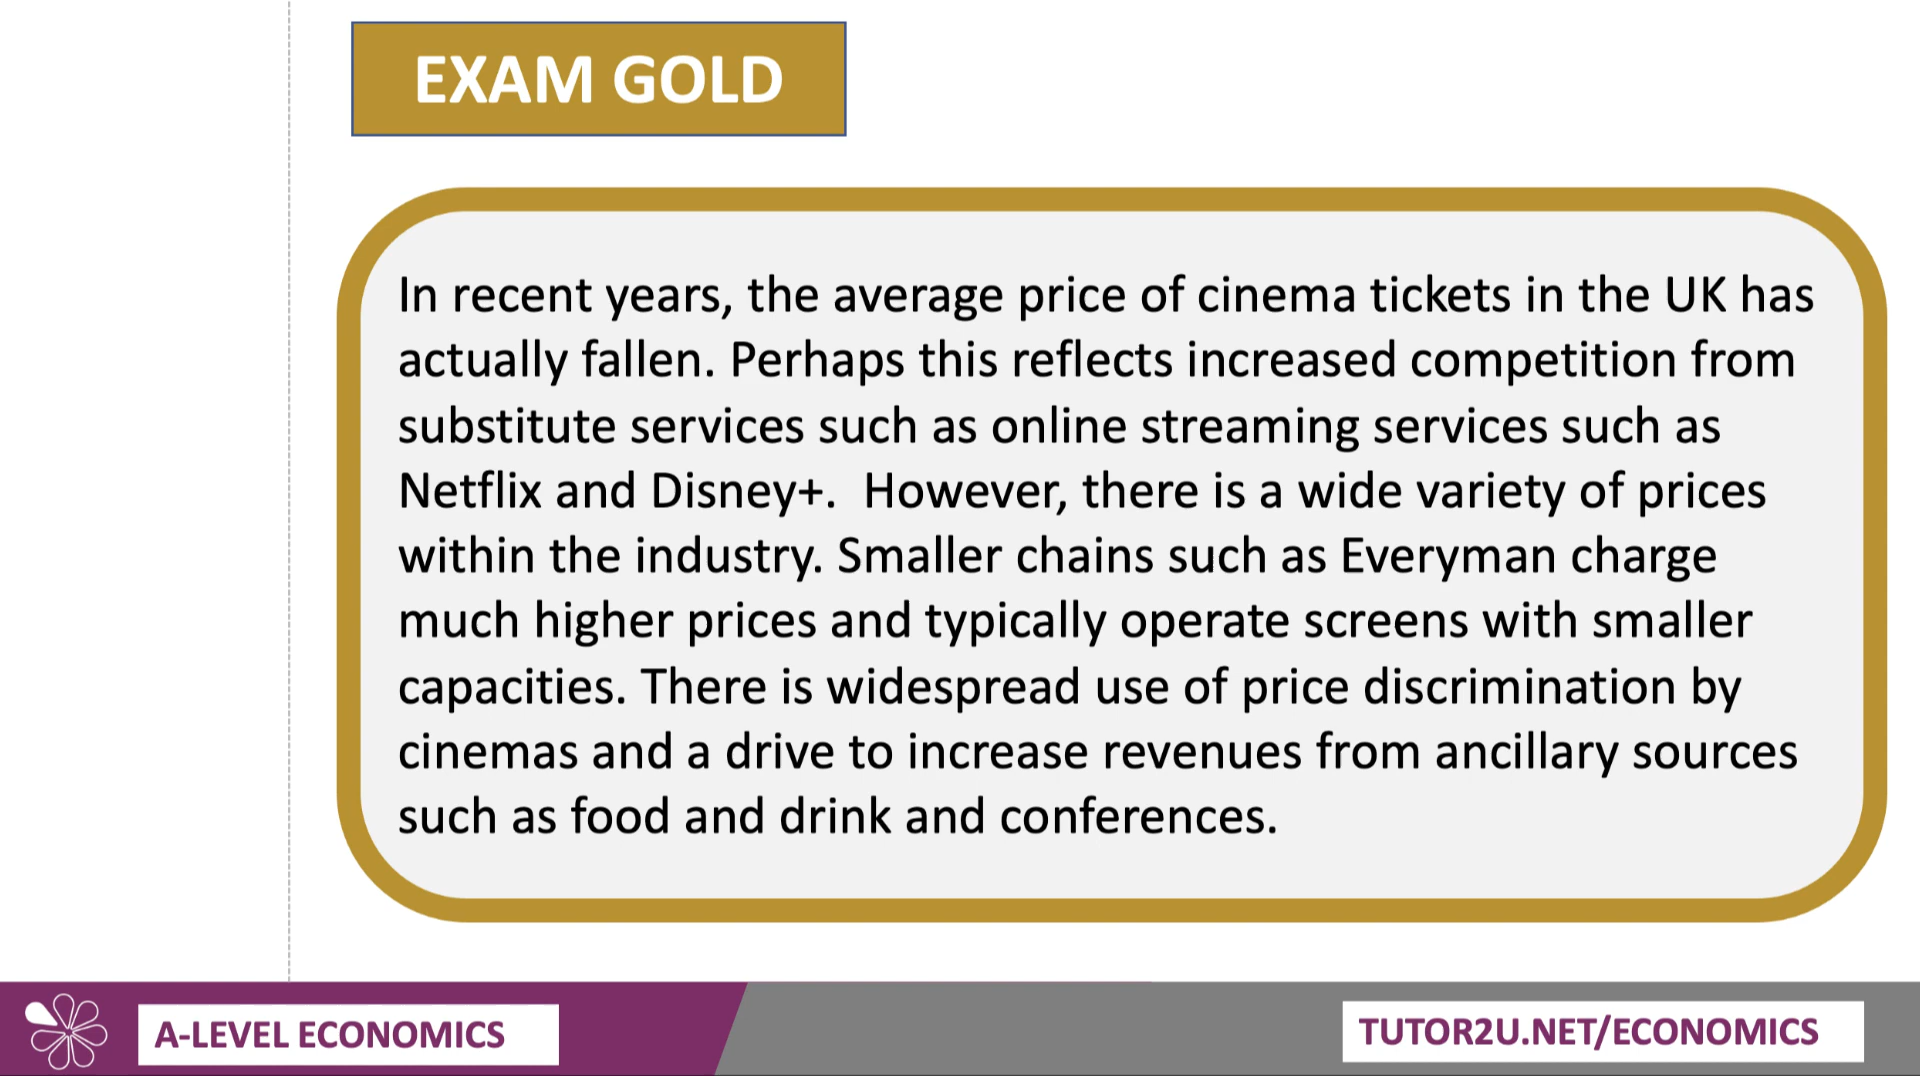 EXAM GOLD
In recent years, the average price of cinema tickets in the UK has
actually fallen. Perhaps this reflects increased competition from
substitute services such as online streaming services such as
Netflix and Disney+.  However, there is a wide variety of prices
within the industry. Smaller chains such as Everyman charge
much higher prices and typically operate screens with smaller
capacities. There is widespread use of price discrimination by
cinemas and a drive to increase revenues from ancillary sources
such as food and drink and conferences.
A-LEVEL ECONOMICS
TUTOR2U.NET/ECONOMICS